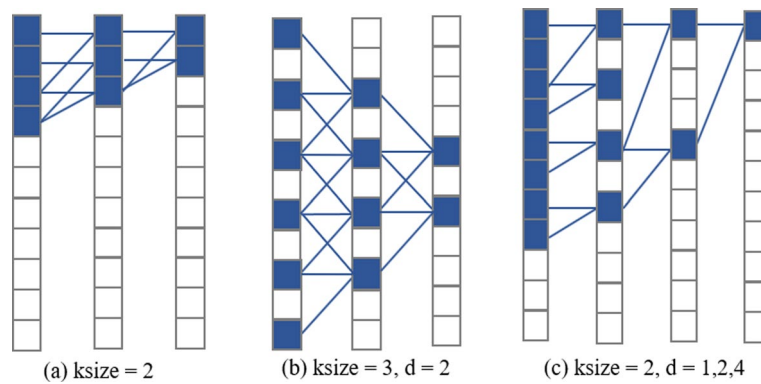 (a) ksize = 2
(b) ksize = 3, d = 2
(c) ksize = 2, d = 1,2,4